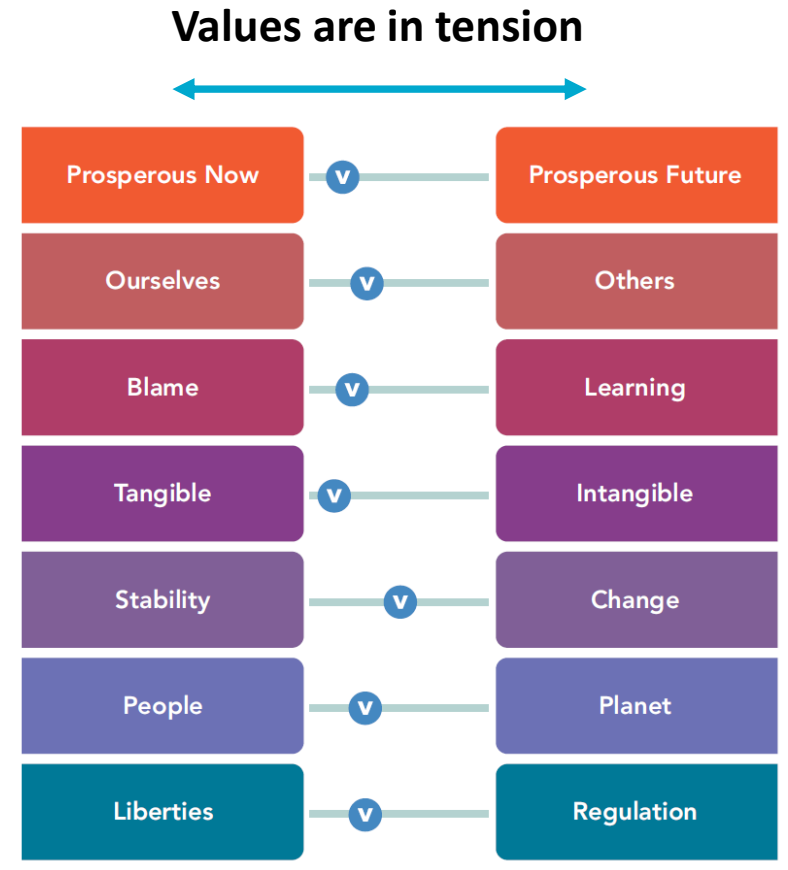 Values are in tension
Prosperous Now V Prosperous Future
Ourselves V Others
Blame V Learning
Tangible V Intangible
Stability V Change
People V Planet
Liberties V Regulation